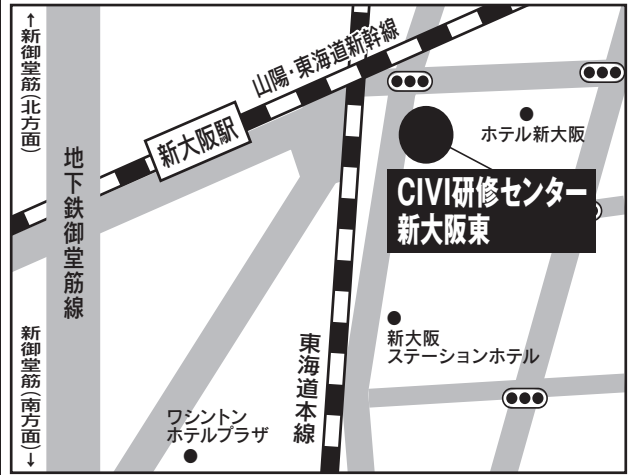 ↑新御堂筋(北方面)
山陽・東海道新幹線
新大阪駅
地下鉄御堂筋線
ホテル新大阪
CIVI研修センター
新大阪東
新大阪
ステーションホテル
東海道本線
新御堂筋(南方面)↓
ワシントン
ホテルプラザ